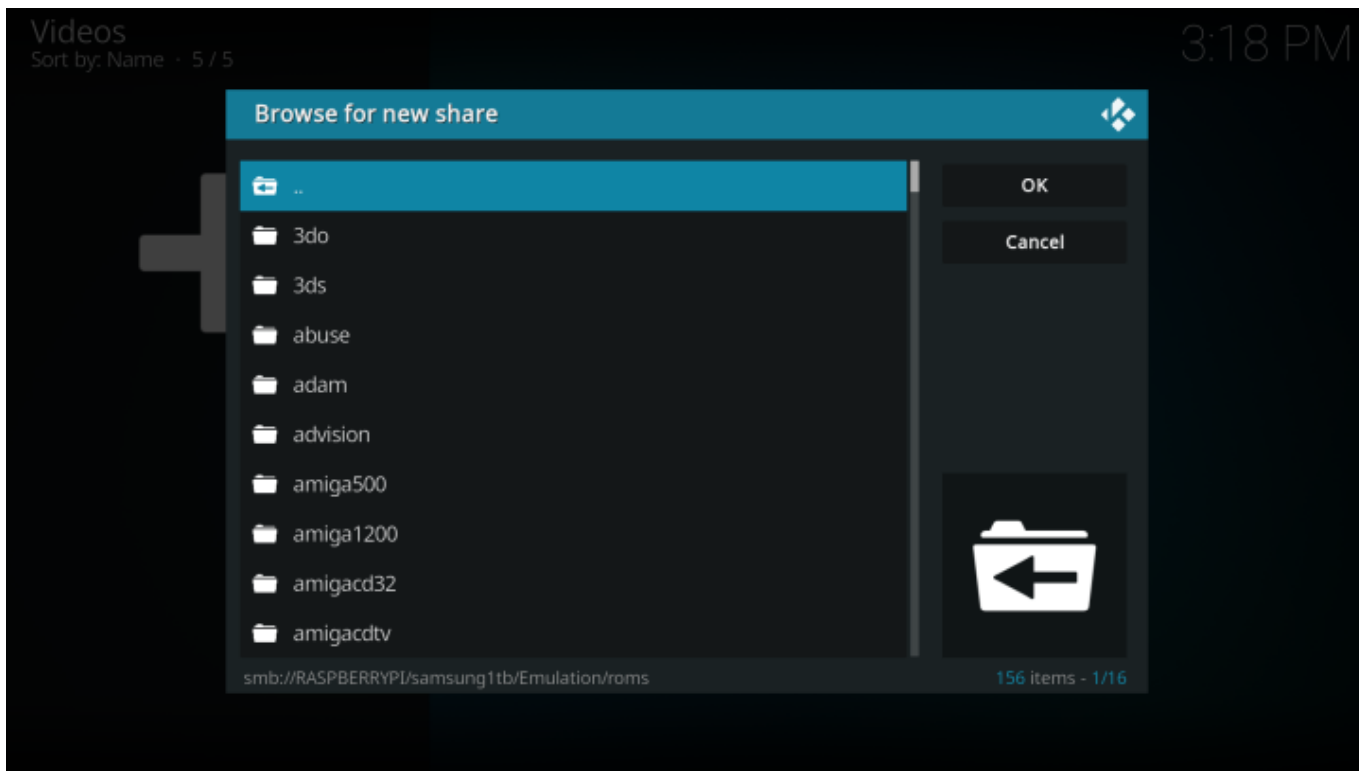 Videos
Sort by: Name · 5 / 5
3:18 PM
Browse for new share
..
3do
3ds
abuse
adam
advision
amiga500
amiga1200
amigacd32
amigacdtv
OK
Cancel
smb://RASPBERRYPI/samsung1tb/Emulation/roms
156 items - 1/16